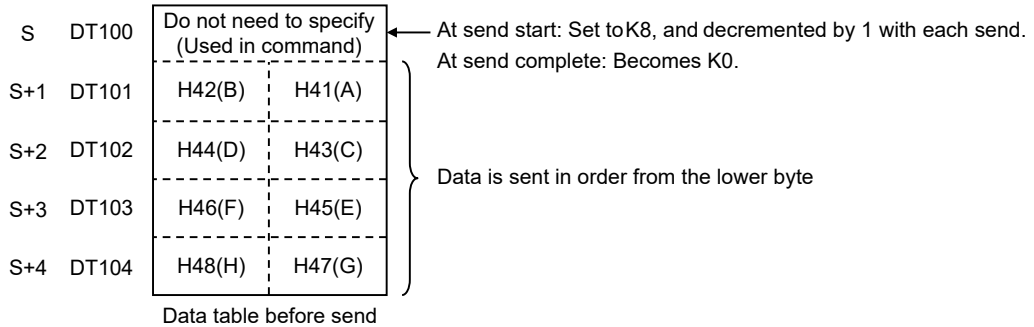 S DT100 Do not need to specify
(Used in command)
At send start: Set toK8, and decremented by 1 with each send.
At send complete: Becomes K0.
S+1 DT101 H42(B) H41(A)
S+2 DT102 H44(D) H43(C)
Data is sent in order from the lower byte
S+3 DT103 H46(F) H45(E)
S+4 DT104 H48(H) H47(G)
Data table before send